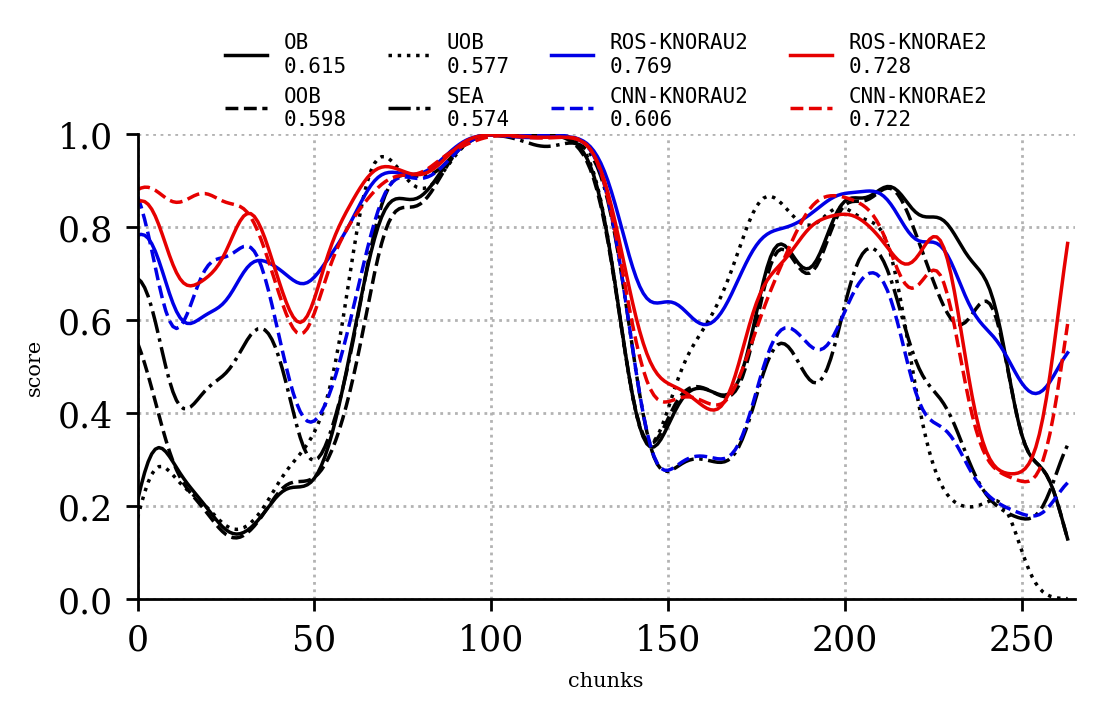 OB UOB ROS-KNORAU2 ROS-KNORAE2
0.615 0.577 0.769 0.728
OOB SEA CNN-KNORAU2 CNN-KNORAE2
0.598 0.574 0.606 0.722
1.0
0.8
0.6
0.4
0.2
0.0
score
0 50 100 150 200 250
chunks